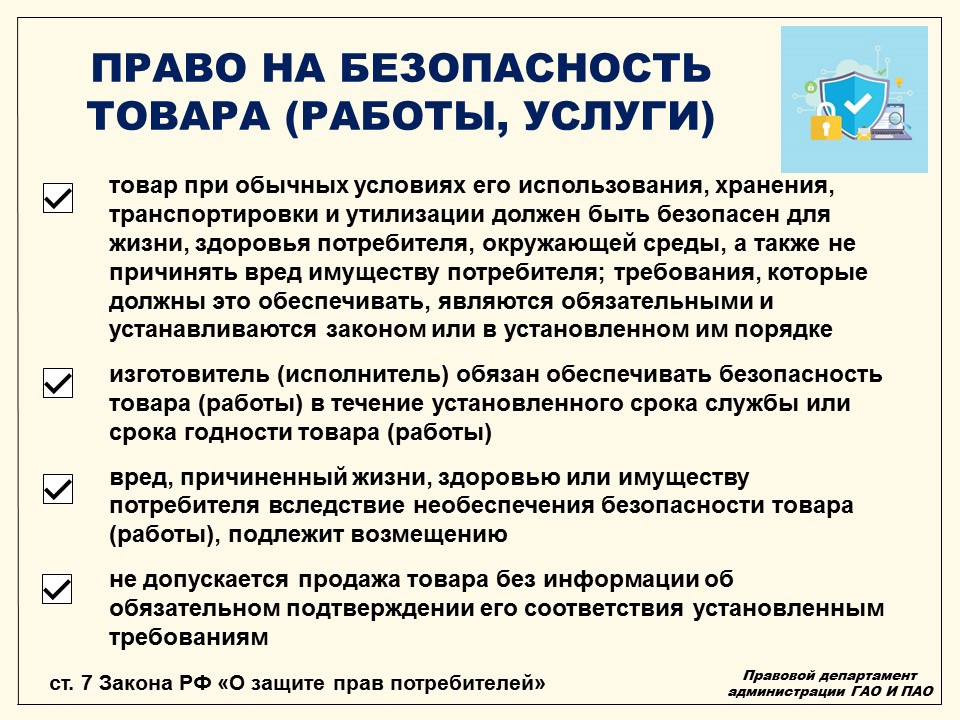 ПРАВО НА БЕЗОПАСНОСТЬ
ТОВАРА (РАБОТЫ, УСЛУГИ)
товар при обычных условиях его использования, хранения,
транспортировки и утилизации должен быть безопасен для
жизни, здоровья потребителя, окружающей среды, а также не
причинять вред имуществу потребителя; требования, которые
должны это обеспечивать, являются обязательными и
устанавливаются законом или в установленном им порядке
изготовитель (исполнитель) обязан обеспечивать безопасность
товара (работы) в течение установленного срока службы или
срока годности товара (работы)
вред, причиненный жизни, здоровью или имуществу
потребителя вследствие необеспечения безопасности товара
(работы), подлежит возмещению
не допускается продажа товара без информации об
обязательном подтверждении его соответствия установленным
требованиям
ст. 7 Закона РФ «О защите прав потребителей»
Правовой департамент
администрации ГАО И ПАО